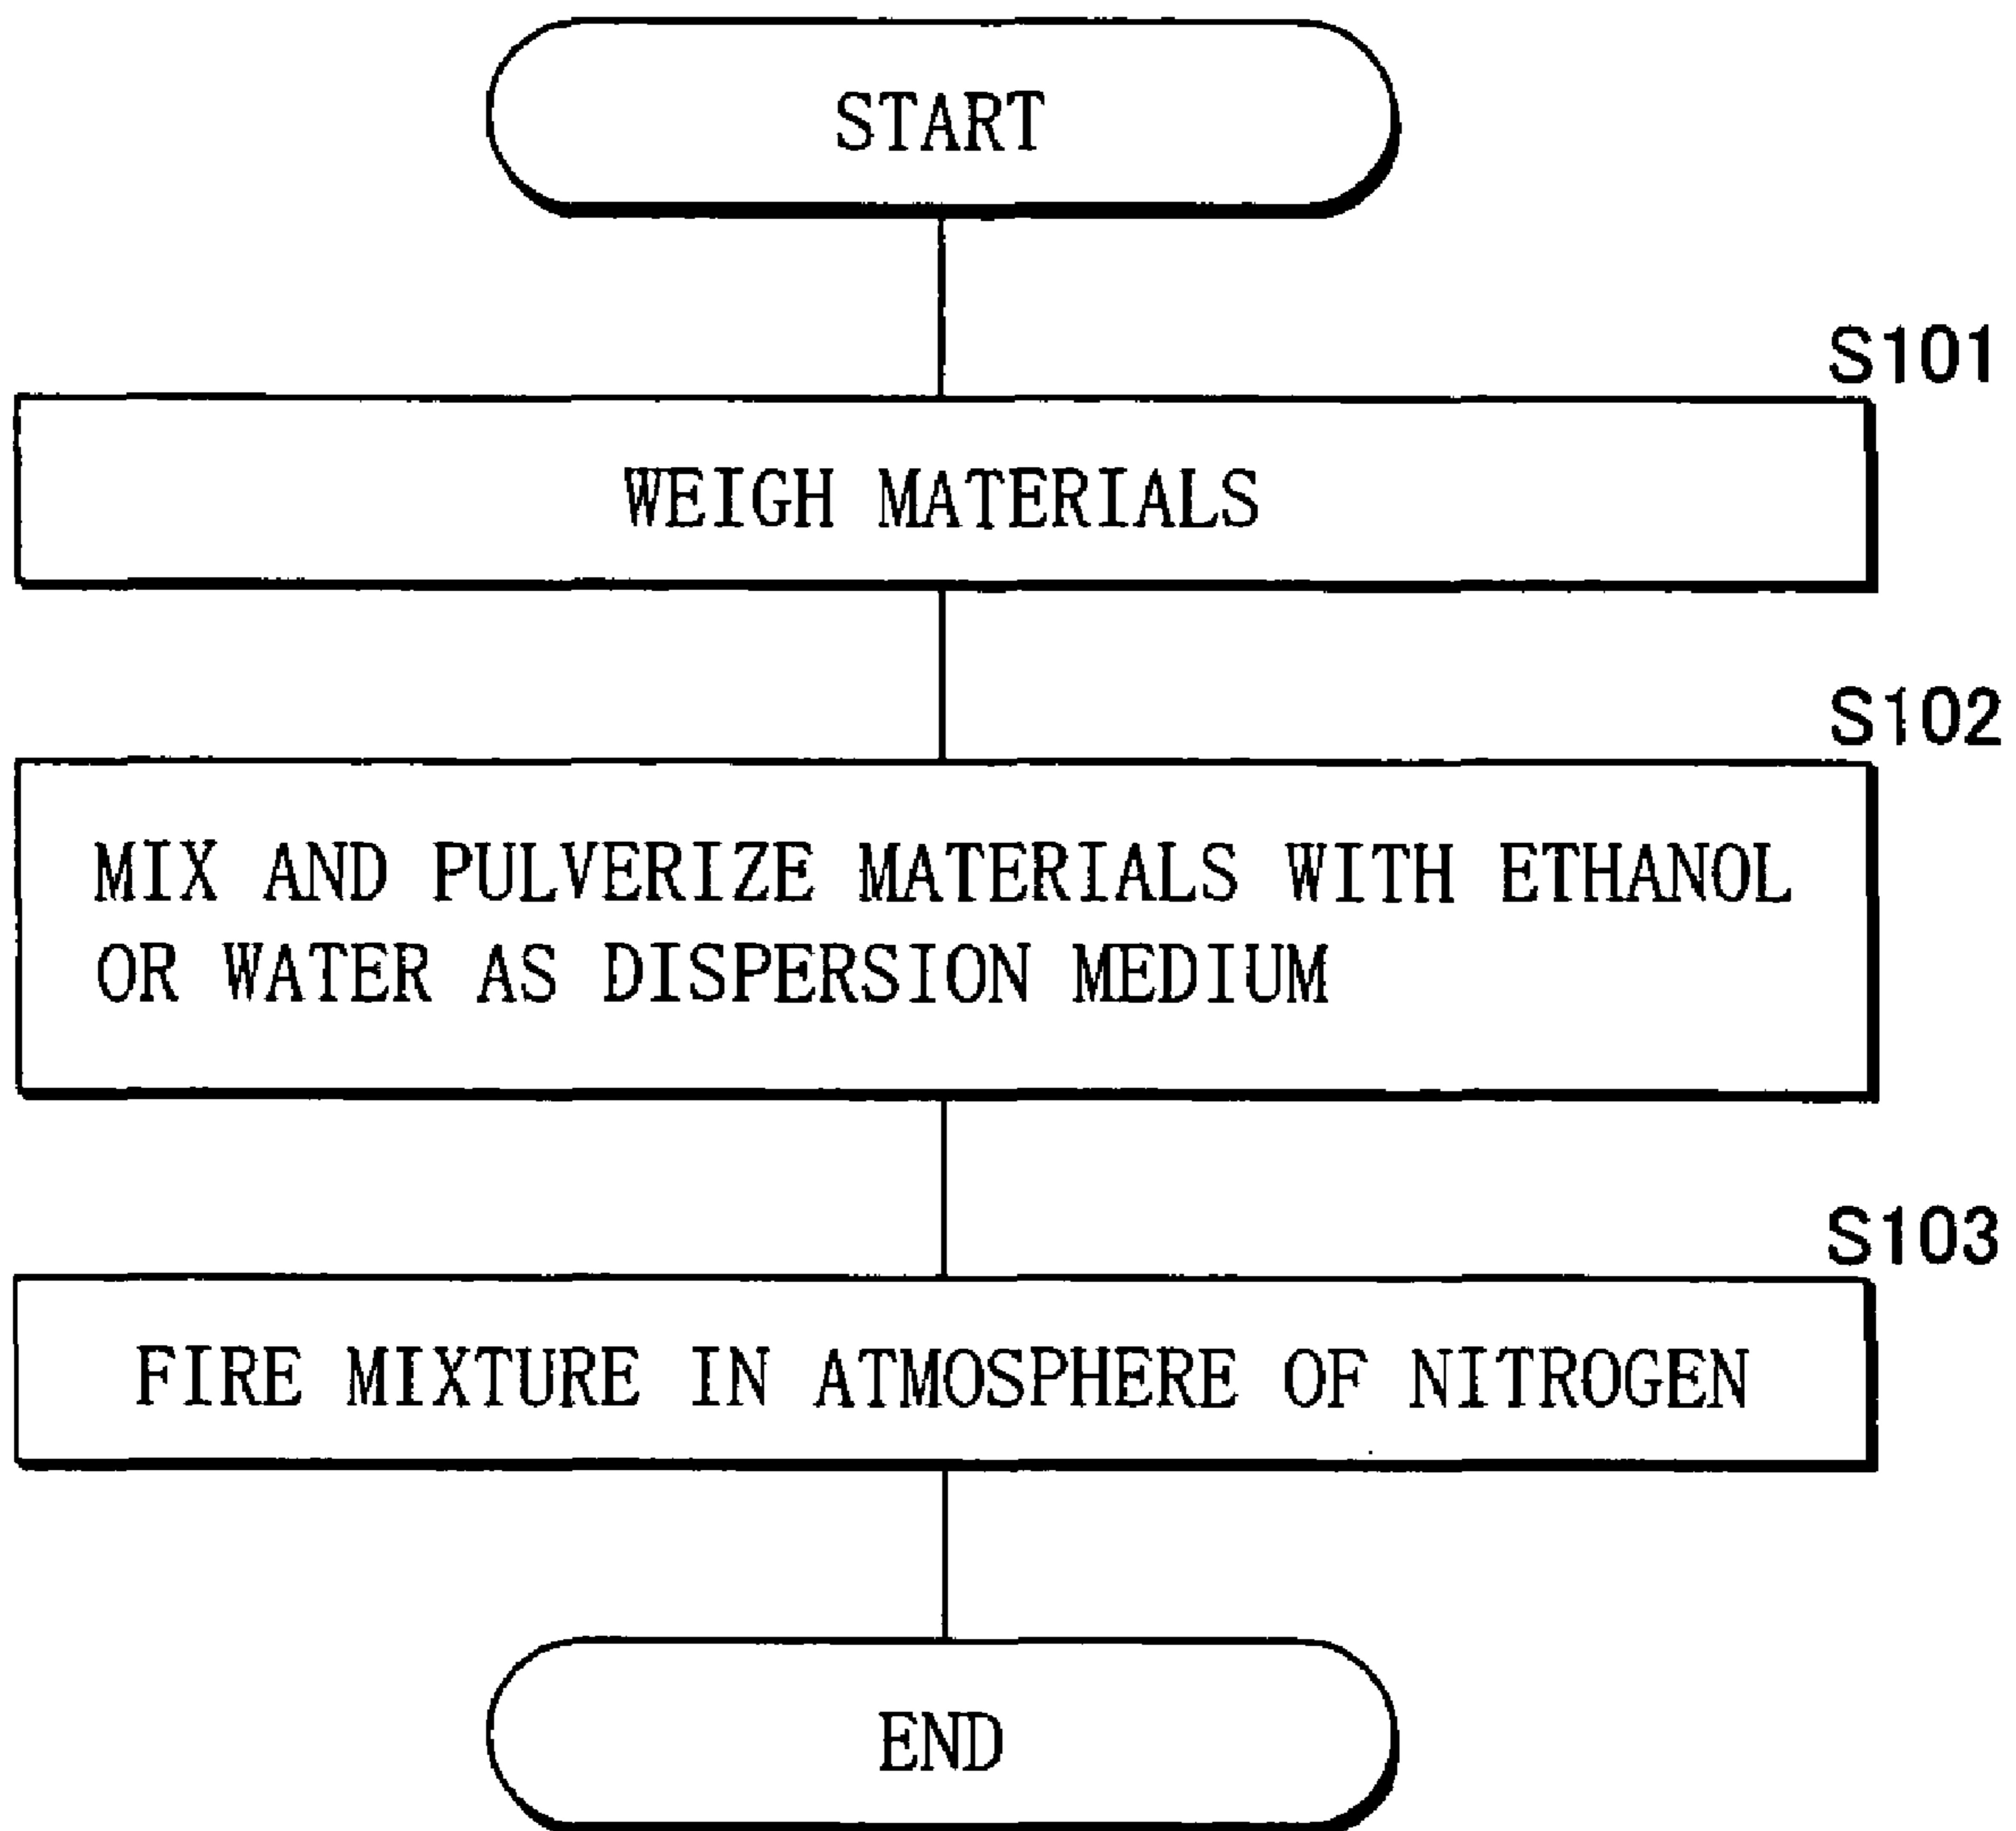 START
S101
WEIGH MATERIALS
S102
MIX AND PULVERIZE MATERIALS WITH ETHANOL
OR WATER AS DISPERSION MEDIUM
S103
FIRE MIXTURE IN ATMOSPHERE OF NITROGEN
END